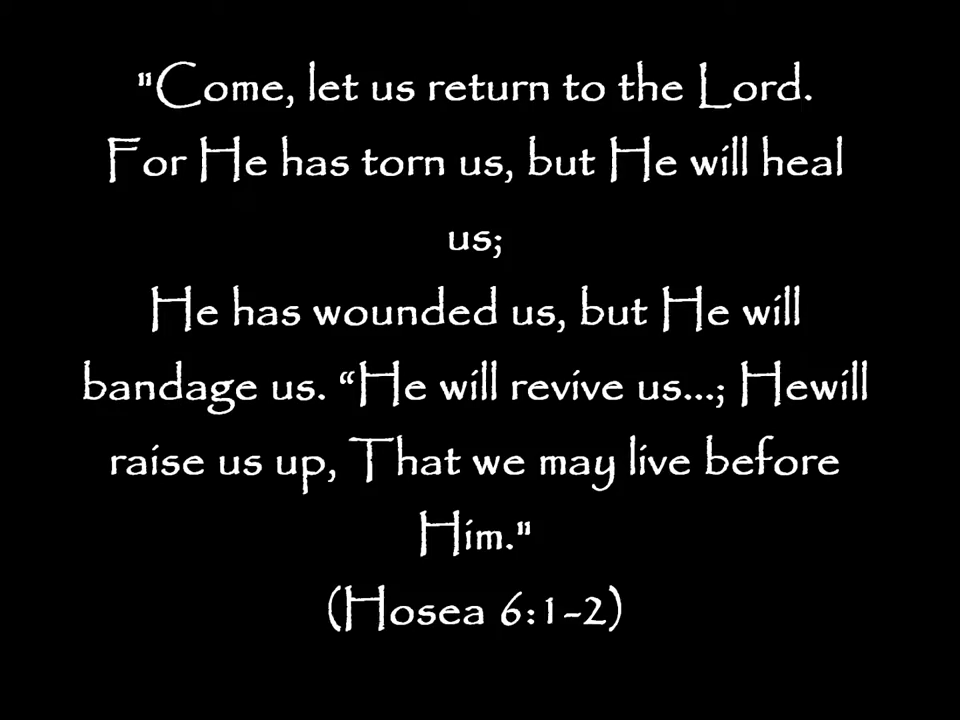 "Come, let us return to the Lord.
For He has torn us, but He will heal
us;
He has wounded us, but He will
bandage us. “He will revive us...; Hewill
raise us up, That we may live before
Him."
(Hosea 6:1-2)